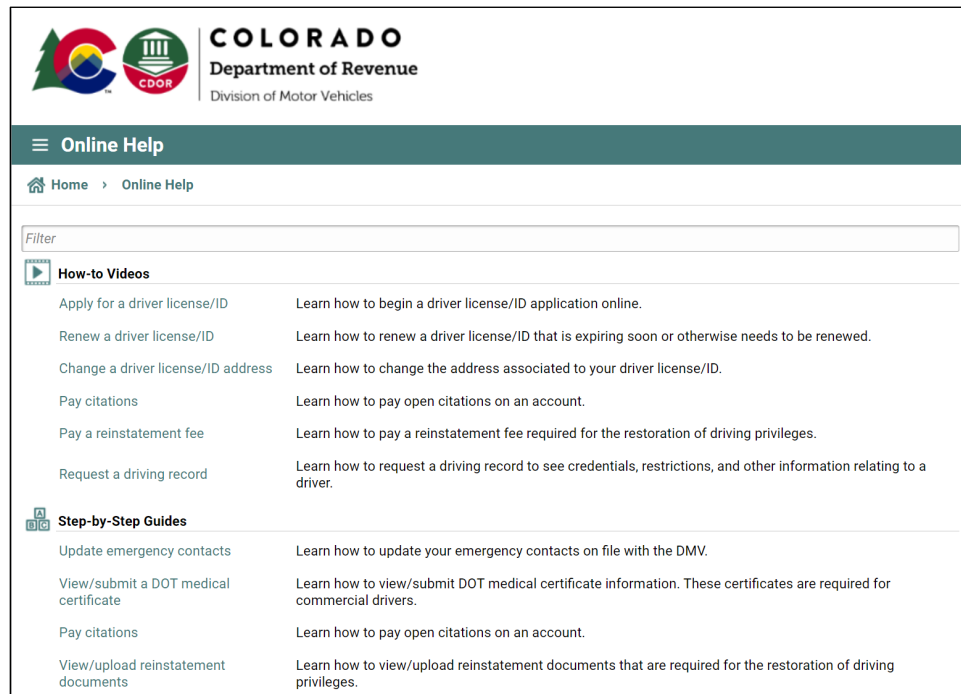 COLORADO
Department of Revenue
Division of Motor Vehicles
CDOR
TM
Online Help
Home › Online Help
Filter
How-to Videos
Apply for a driver license/ID Learn how to begin a driver license/ID application online.
Renew a driver license/ID Learn how to renew a driver license/ID that is expiring soon or otherwise needs to be renewed.
Change a driver license/ID address Learn how to change the address associated to your driver license/ID.
Pay citations Learn how to pay open citations on an account.
Pay a reinstatement fee Learn how to pay a reinstatement fee required for the restoration of driving privileges.
Request a driving record Learn how to request a driving record to see credentials, restrictions, and other information relating to a
driver.
A
B C
Step-by-Step Guides
Update emergency contacts Learn how to update your emergency contacts on file with the DMV.
View/submit a DOT medical Learn how to view/submit DOT medical certificate information. These certificates are required for
certificate commercial drivers.
Pay citations Learn how to pay open citations on an account.
View/upload reinstatement Learn how to view/upload reinstatement documents that are required for the restoration of driving
documents privileges.